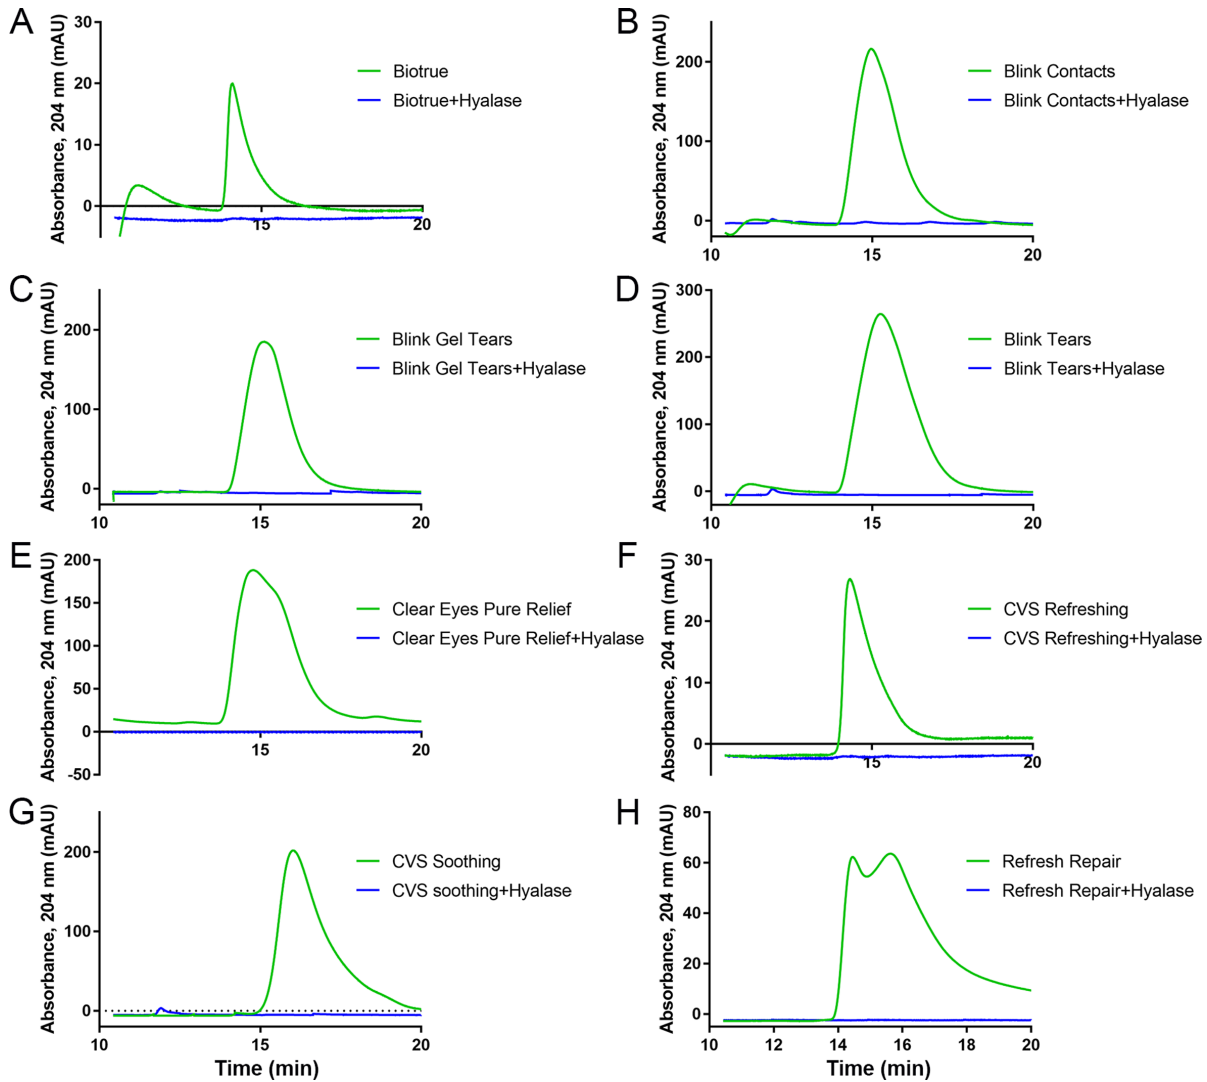 A
Absorbance, 204 nm (mAU)
30
20
10
0
15
20
Biotrue
Biotrue+Hyalase
B
Absorbance, 204 nm (mAU)
200
100
0
10
15
20
Blink Contacts
Blink Contacts+Hyalase
C
Absorbance, 204 nm (mAU)
200
100
0
10
15
20
Blink Gel Tears
Blink Gel Tears+Hyalase
D
Absorbance, 204 nm (mAU)
300
200
100
0
10
15
20
Blink Tears
Blink Tears+Hyalase
E
Absorbance, 204 nm (mAU)
200
150
100
50
0
-50
15
20
Clear Eyes Pure Relief
Clear Eyes Pure Relief+Hyalase
F
Absorbance, 204 nm (mAU)
30
20
10
0
15
20
CVS Refreshing
CVS Refreshing+Hyalase
G
Absorbance, 204 nm (mAU)
200
100
0
10
15
20
Time (min)
CVS Soothing
CVS soothing+Hyalase
H
Absorbance, 204 nm (mAU)
80
60
40
20
0
10
12
14
16
18
20
Time (min)
Refresh Repair
Refresh Repair+Hyalase